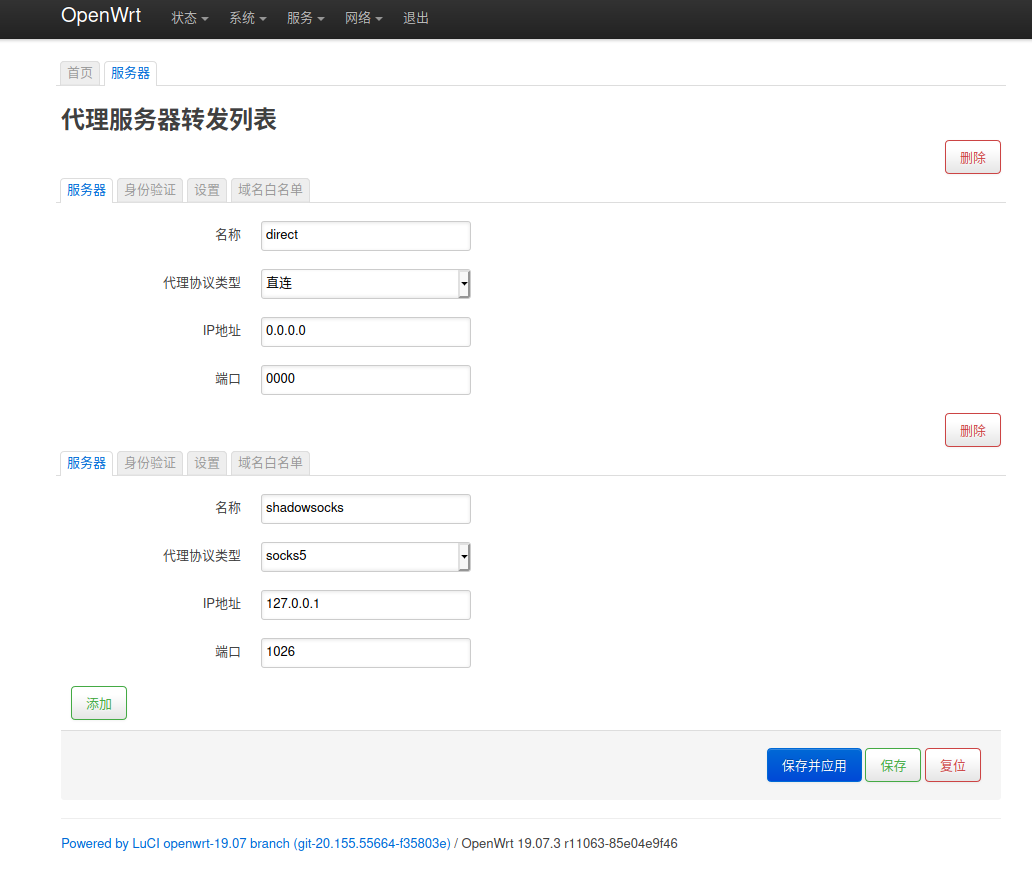 OpenWrt 状态 系统 服务 网络 退出
首页 服务器
代理服务器转发列表
删除
服务器 身份验证 设置 域名白名单
名称 direct
代理协议类型 直连
IP地址 0.0.0.0
端口 0000
删除
服务器 身份验证 设置 域名白名单
名称 shadowsocks
代理协议类型 socks5
IP地址 127.0.0.1
端口 1026
添加
保存并应用 保存 复位
Powered by LuCI openwrt-19.07 branch (git-20.155.55664-f35803e) / OpenWrt 19.07.3 r11063-85e04e9f46